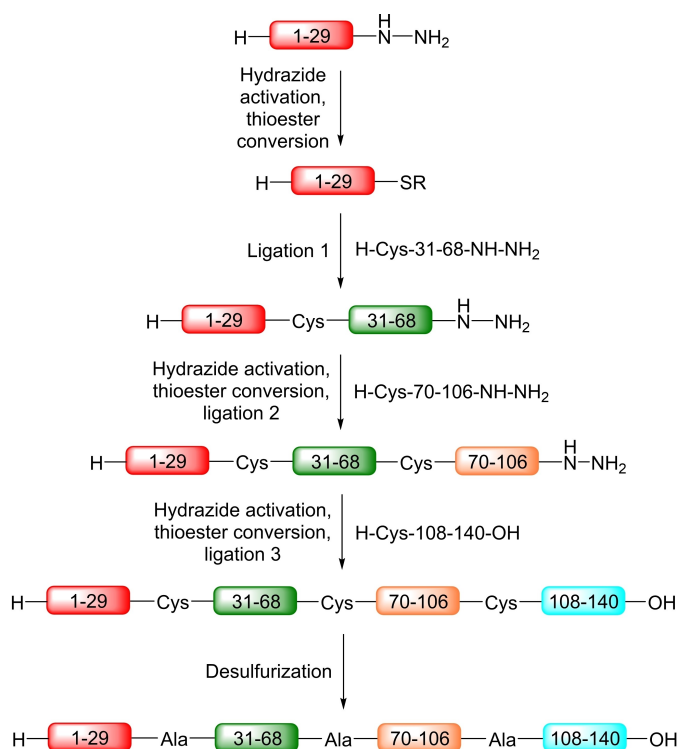 H
H
1-29
N
NH₂
Hydrazide
activation,
thioester
conversion
H
1-29
SR
Ligation 1
H-Cys-31-68-NH-NH₂
H
H
1-29
Cys
31-68
N
NH₂
Hydrazide activation,
thioester conversion,
ligation 2
H-Cys-70-106-NH-NH₂
H
H
1-29
Cys
31-68
Cys
70-106
N
NH₂
Hydrazide activation,
thioester conversion,
ligation 3
H-Cys-108-140-OH
H
1-29
Cys
31-68
Cys
70-106
Cys
108-140
OH
Desulfurization
H
1-29
Ala
31-68
Ala
70-106
Ala
108-140
OH